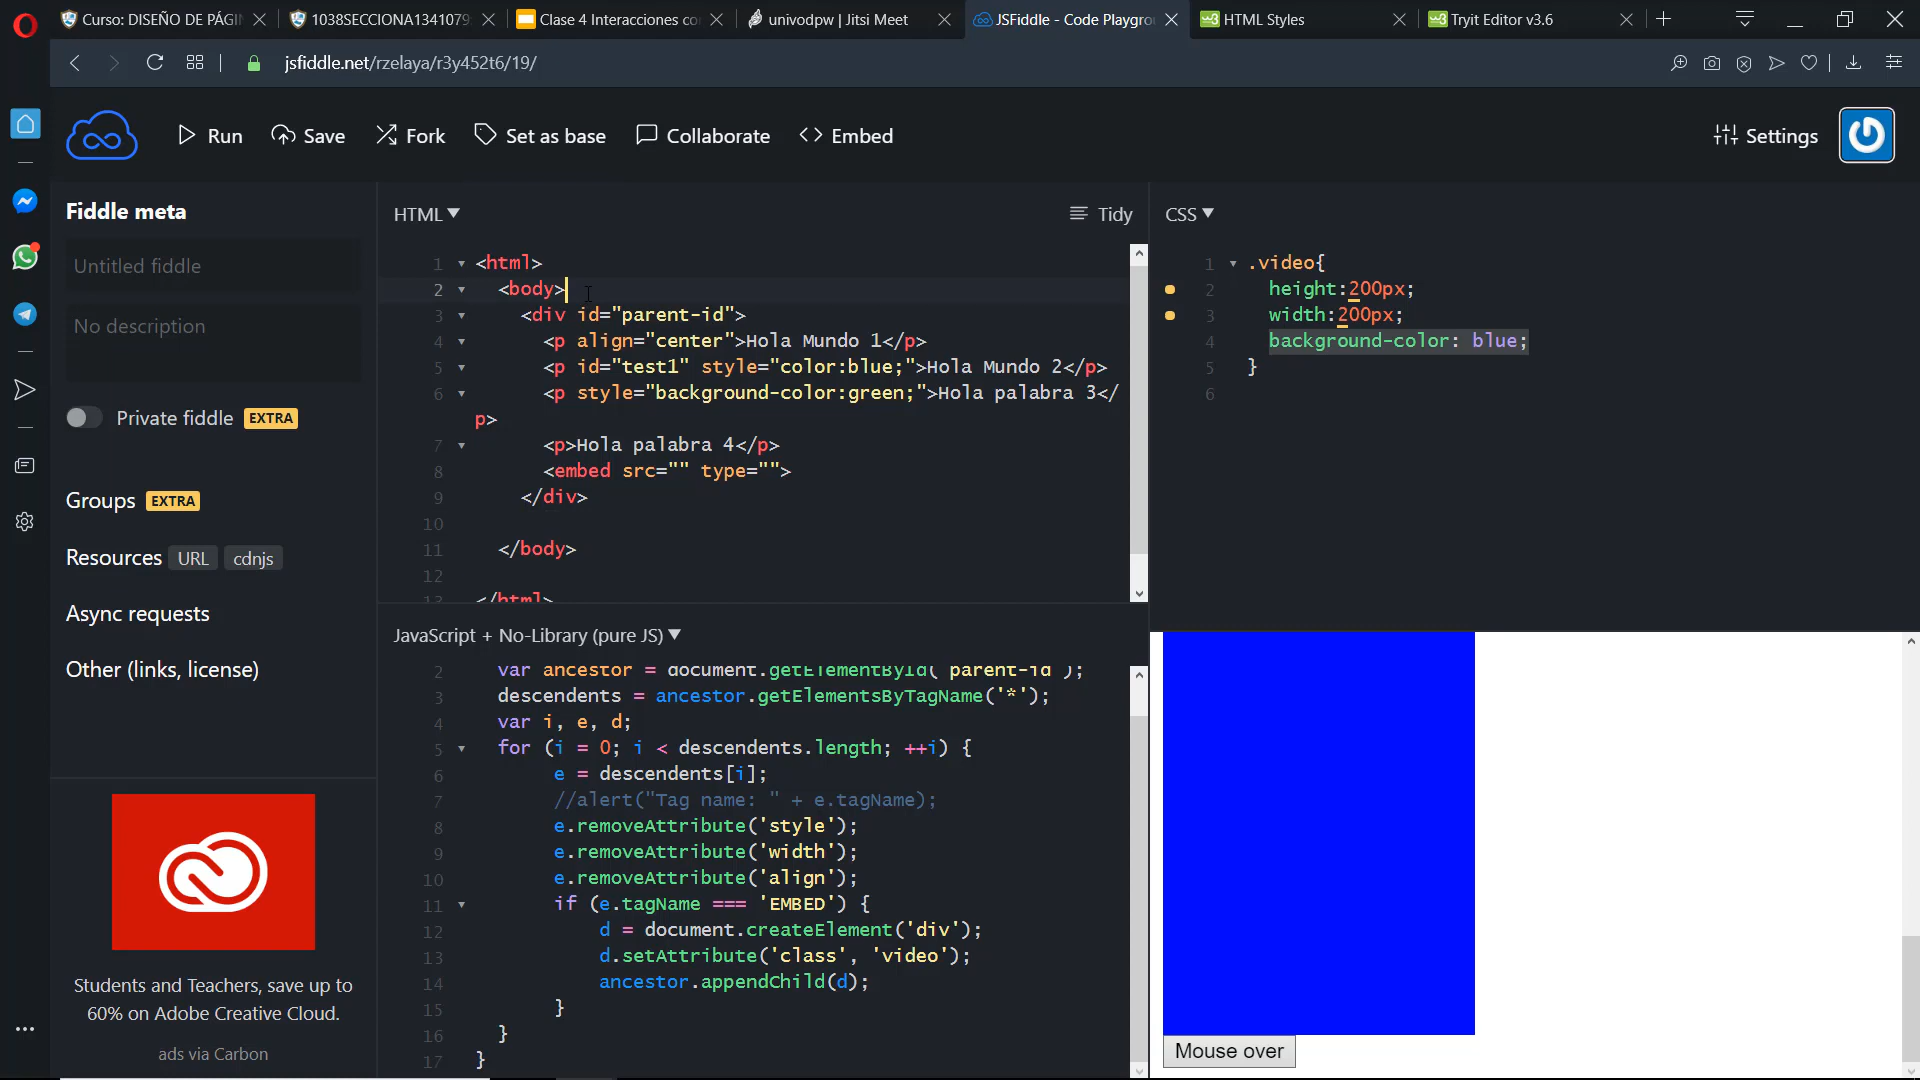 Curso: DISEÑO DE PÁGI
1038SECCIONA1341079
Clase 4 Interacciones co
univodpw | Jitsi Meet
JSFiddle - Code Playgro
HTML Styles
Tryit Editor v3.6
jsfiddle.net/rzelaya/r3y452t6/19/
Run
Save
Fork
Set as base
Collaborate
Embed
Settings
Fiddle meta
Untitled fiddle
No description
Private fiddle EXTRA
Groups EXTRA
Resources URL cdnjs
Async requests
Other (links, license)
Students and Teachers, save up to
60% on Adobe Creative Cloud.
ads via Carbon
HTML
Tidy
1 <html>
2 <body>
3 <div id="parent-id">
4 <p align="center">Hola Mundo 1</p>
5 <p id="test1" style="color:blue;">Hola Mundo 2</p>
6 <p style="background-color:green;">Hola palabra 3</
p>
7 <p>Hola palabra 4</p>
8 <embed src="" type="">
9 </div>
10
11 </body>
12
13 </html>
JavaScript + No-Library (pure JS)
2 var ancestor = document.getElementById('parent-id');
3 descendents = ancestor.getElementsByTagName('*');
4 var i, e, d;
5 for (i = 0; i < descendents.length; ++i) {
6 e = descendents[i];
7 //alert("Tag name: " + e.tagName);
8 e.removeAttribute('style');
9 e.removeAttribute('width');
10 e.removeAttribute('align');
11 if (e.tagName === 'EMBED') {
12 d = document.createElement('div');
13 d.setAttribute('class', 'video');
14 ancestor.appendChild(d);
15 }
16 }
17 }
CSS
1 .video{
2 height:200px;
3 width:200px;
4 background-color: blue;
5 }
6
Mouse over